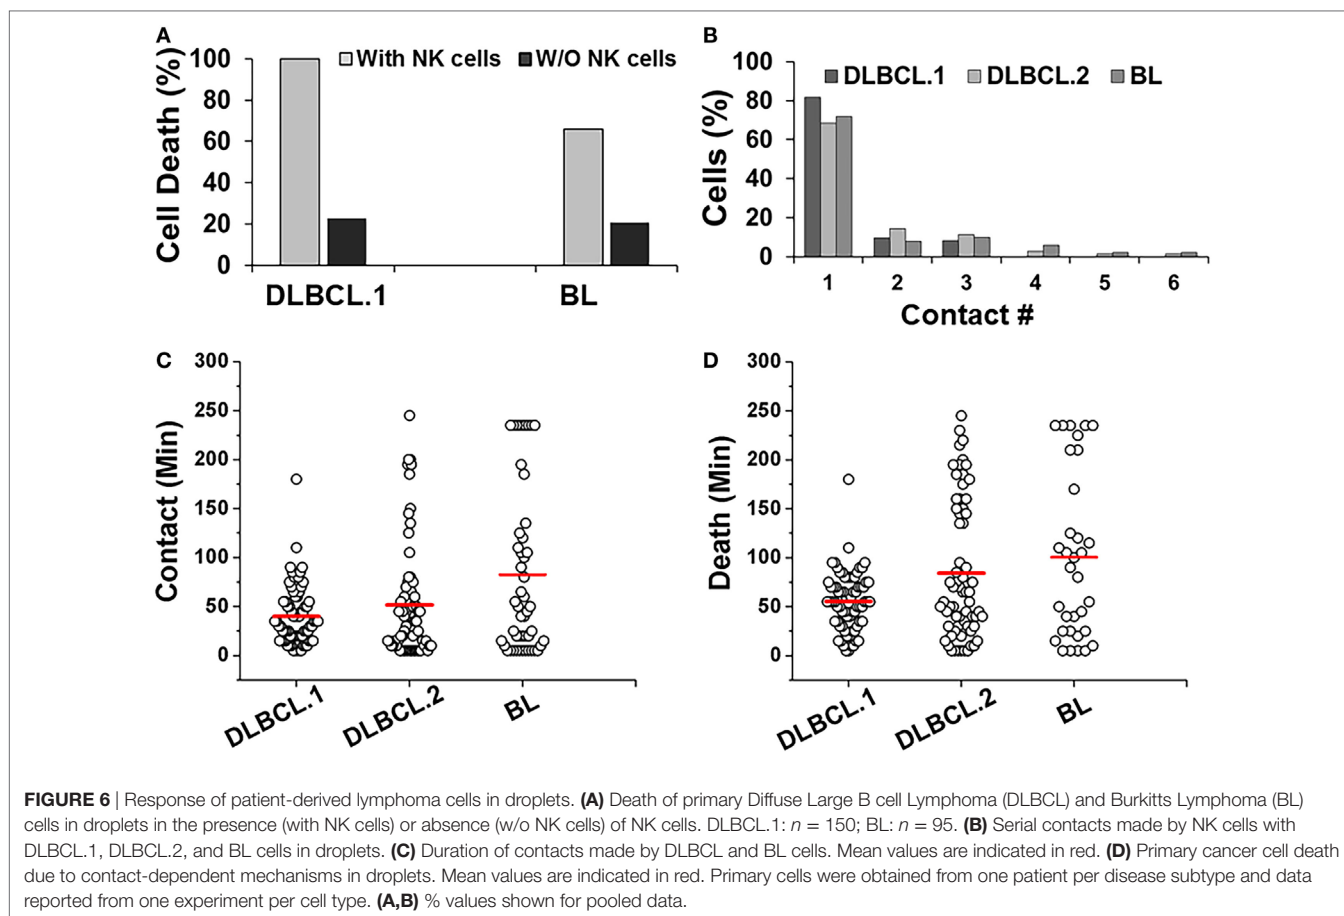 A
Cell Death (%)
100
80
60
40
20
0
With NK cells W/O NK cells
DLBCL.1 BL
B
Cells (%)
100
80
60
40
20
0
DLBCL.1 DLBCL.2 BL
1 2 3 4 5 6
Contact #
C
Contact (Min)
300
250
200
150
100
50
0
DLBCL.1 DLBCL.2 BL
D
Death (Min)
300
250
200
150
100
50
0
DLBCL.1 DLBCL.2 BL
FIGURE 6 | Response of patient-derived lymphoma cells in droplets. (A) Death of primary Diffuse Large B cell Lymphoma (DLBCL) and Burkitts Lymphoma (BL)
cells in droplets in the presence (with NK cells) or absence (w/o NK cells) of NK cells. DLBCL.1: n = 150; BL: n = 95. (B) Serial contacts made by NK cells with
DLBCL.1, DLBCL.2, and BL cells in droplets. (C) Duration of contacts made by DLBCL and BL cells. Mean values are indicated in red. (D) Primary cancer cell death
due to contact-dependent mechanisms in droplets. Mean values are indicated in red. Primary cells were obtained from one patient per disease subtype and data
reported from one experiment per cell type. (A,B) % values shown for pooled data.